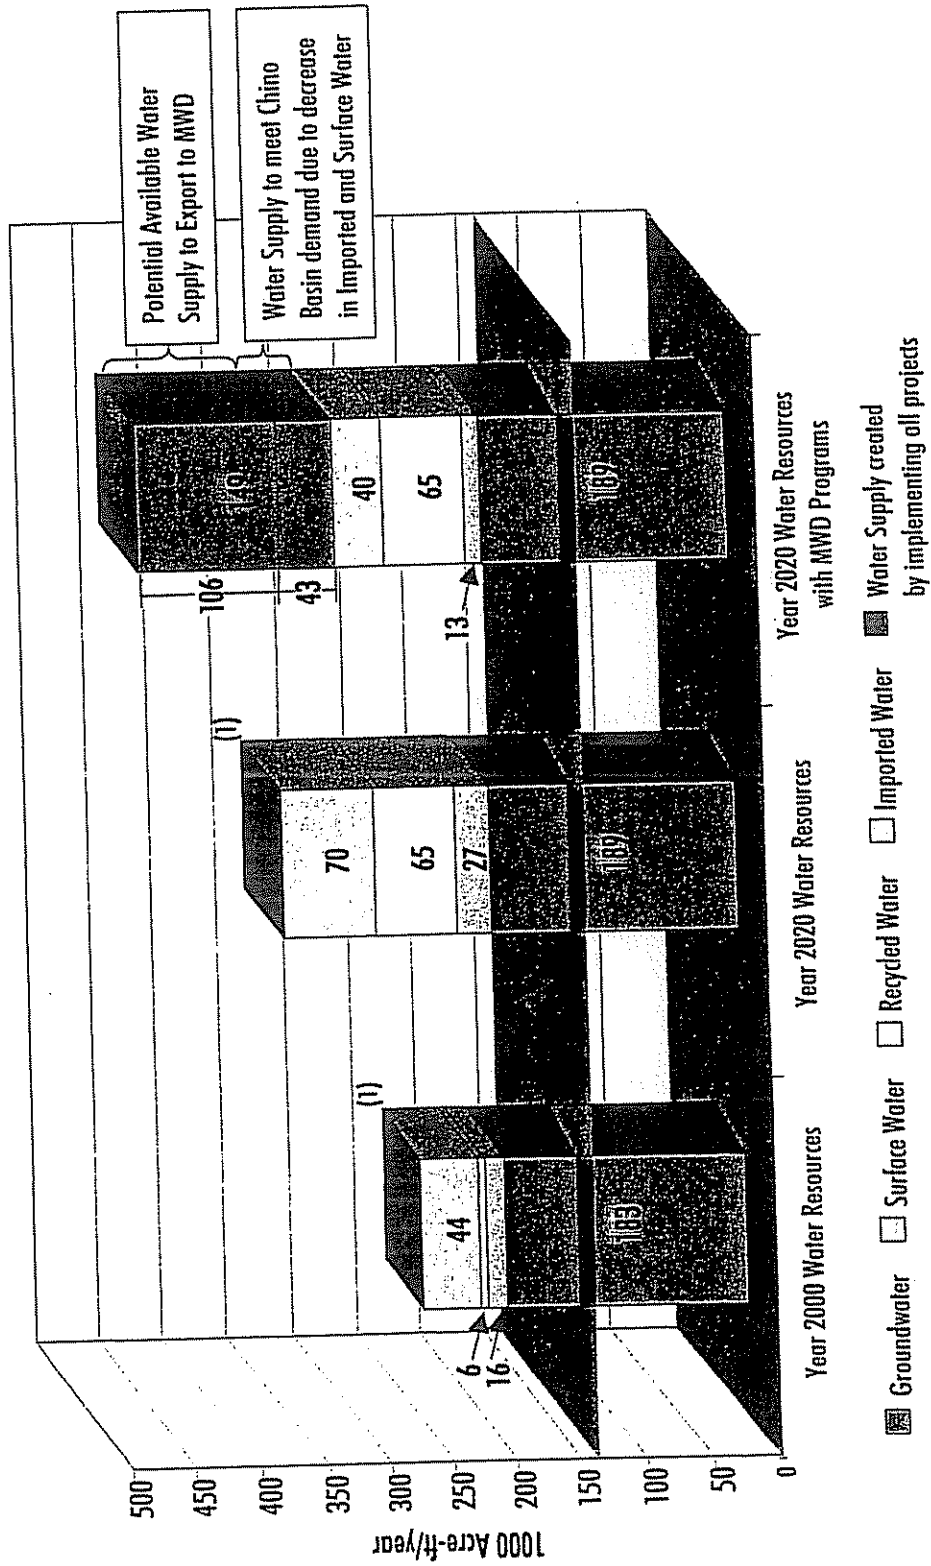 1000 Acre-ft/year
500
450
400
350
300
250
200
150
100
50
0
(1)
44
6
16
183
(1)
70
65
27
189
106
43
149
40
65
13
189
Potential Available Water
Supply to Export to MWD
Water Supply to meet Chino
Basin demand due to decrease
in Imported and Surface Water
Year 2000 Water Resources
Year 2020 Water Resources
Year 2020 Water Resources
with MWD Programs
Groundwater
Surface Water
Recycled Water
Imported Water
Water Supply created
by implementing all projects